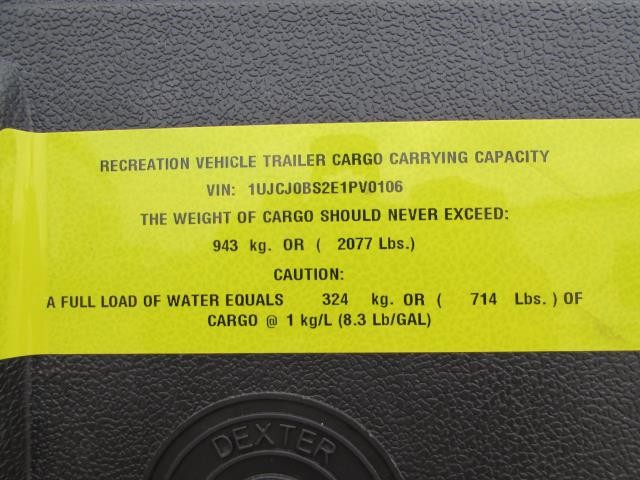 RECREATION VEHICLE TRAILER CARGO CARRYING CAPACITY
VIN: 1UJCJ0BS2E1PV0106
THE WEIGHT OF CARGO SHOULD NEVER EXCEED:
943 kg. OR ( 2077 Lbs.)
CAUTION:
A FULL LOAD OF WATER EQUALS 324 kg. OR ( 714 Lbs. ) OF
CARGO @ 1 kg/L (8.3 Lb/GAL)
DEXTER